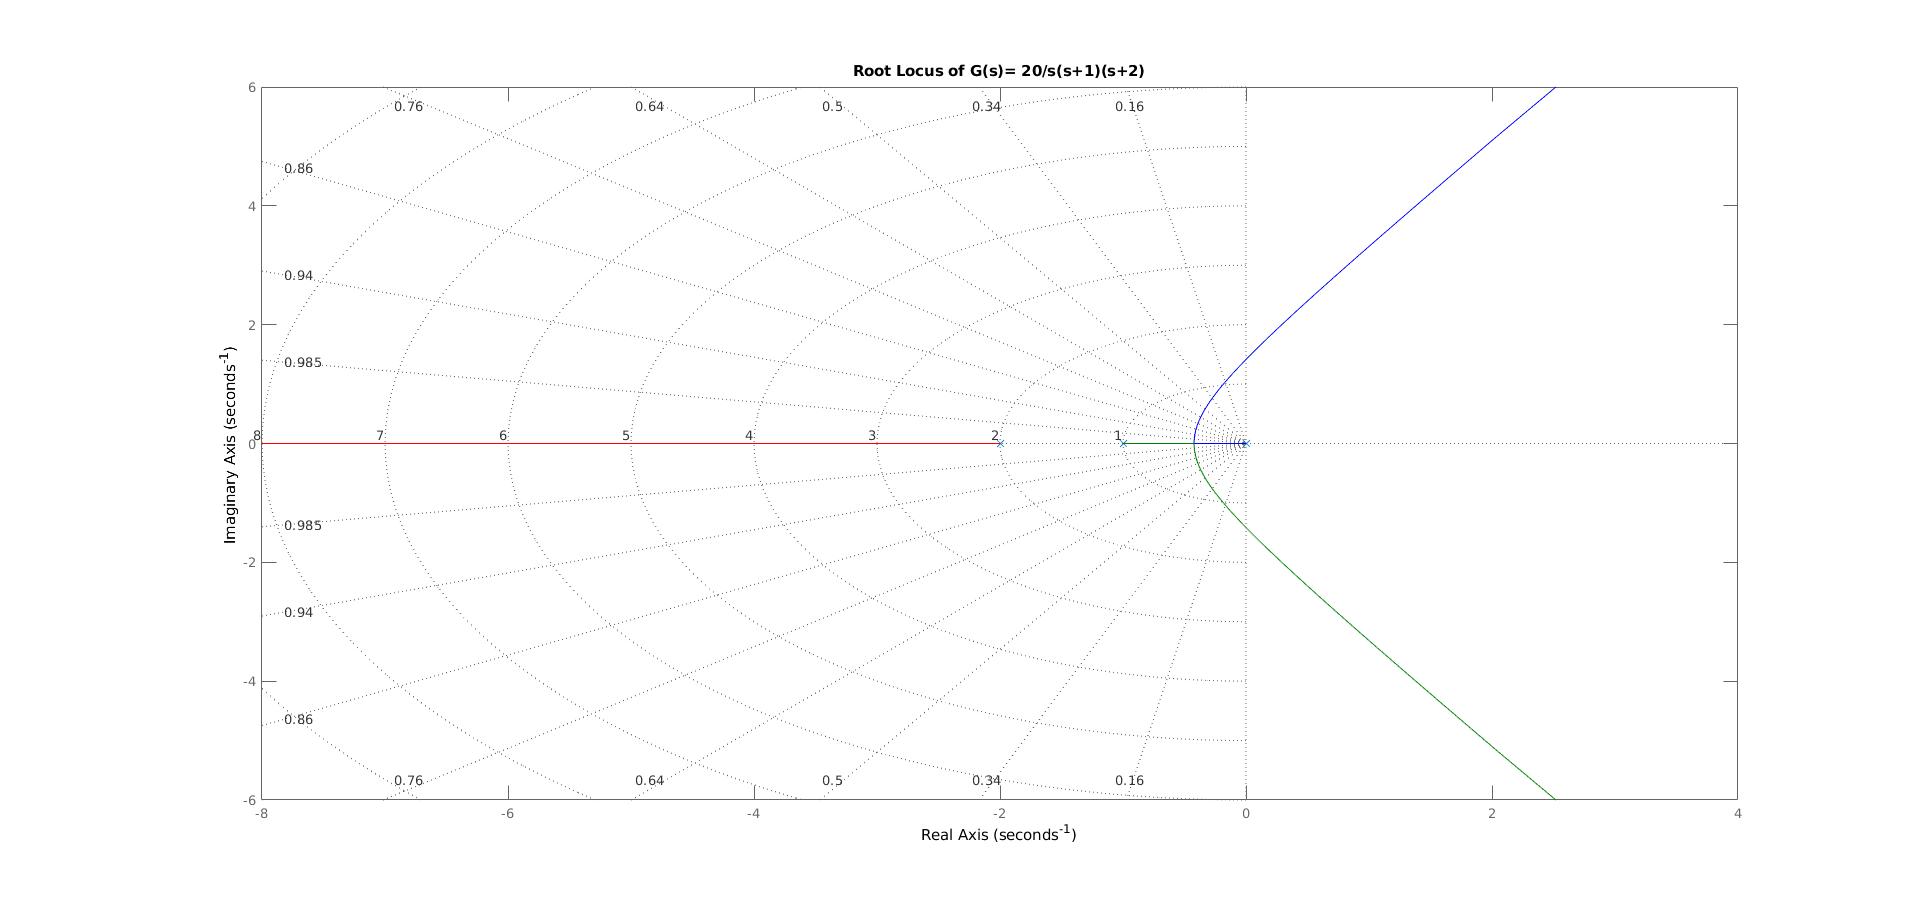 Root Locus of G(s)= 20/s(s+1)(s+2)
6
0.76 0.64 0.5 0.34 0.16
0.86
4
0.94
2
0.985
8 7 6 5 4 3 2 1
0
0.985
-2
0.94
-4
0.86
0.76 0.64 0.5 0.34 0.16
-6
-8 -6 -4 -2 0 2 4
Imaginary Axis (seconds-1)
Real Axis (seconds-1)